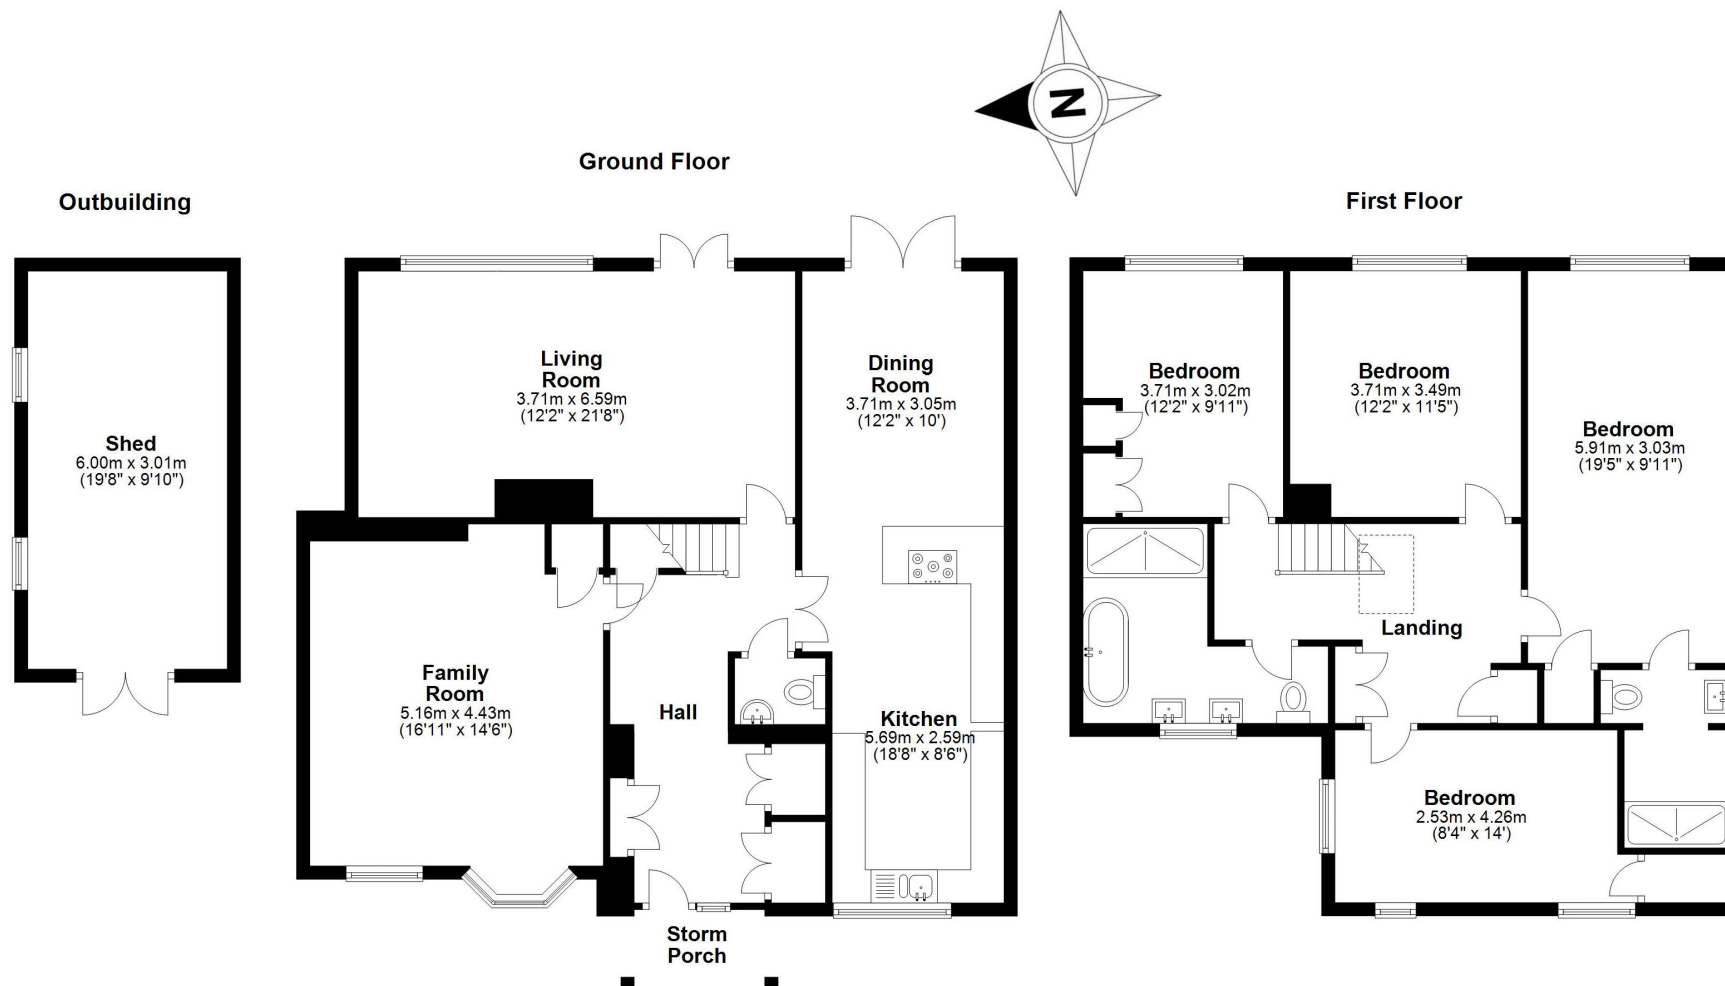 N
Ground Floor
Outbuilding
First Floor
Shed
6.00m x 3.01m
(19'8" x 9'10")
Living
Room
3.71m x 6.59m
(12'2" x 21'8")
Dining
Room
3.71m x 3.05m
(12'2" x 10')
Family
Room
5.16m x 4.43m
(16'11" x 14'6")
Hall
Kitchen
5.69m x 2.59m
(18'8" x 8'6")
Storm
Porch
Bedroom
3.71m x 3.02m
(12'2" x 9'11")
Bedroom
3.71m x 3.49m
(12'2" x 11'5")
Bedroom
5.91m x 3.03m
(19'5" x 9'11")
Landing
Bedroom
2.53m x 4.26m
(8'4" x 14')